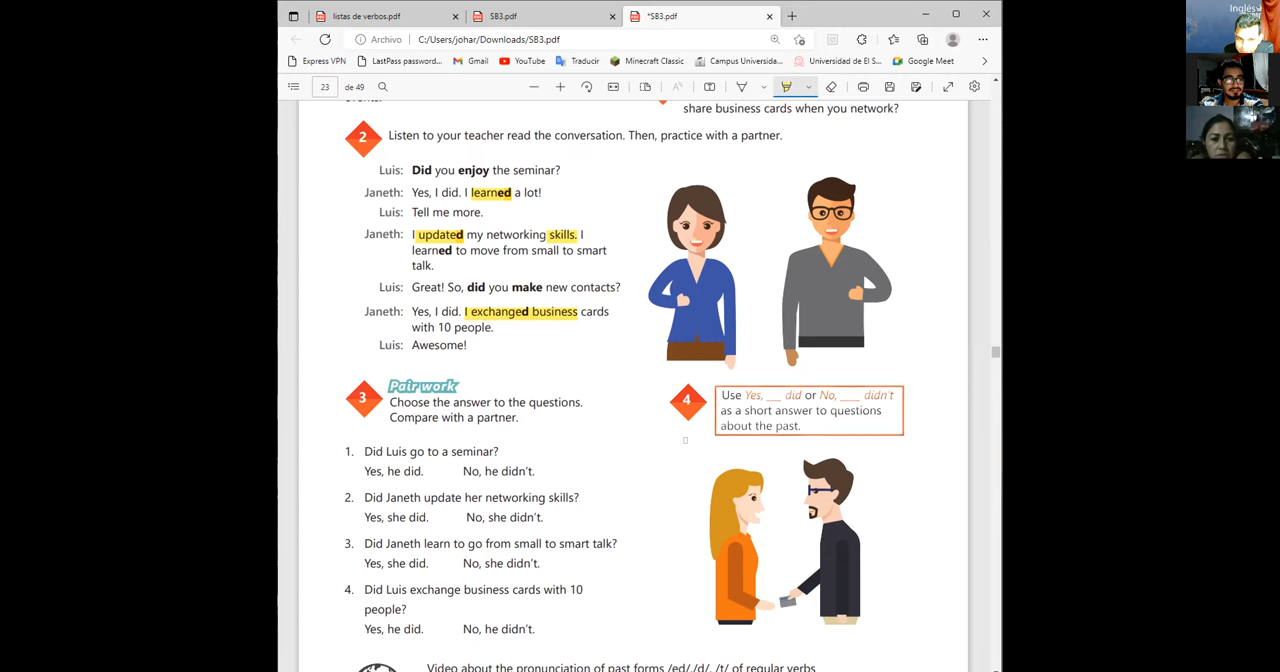 listas de verbos.pdf
SB3.pdf
*SB3.pdf
Inglés
Archivo
C:/Users/johar/Downloads/SB3.pdf
Express VPN
LastPass password...
Gmail
YouTube
Traducir
Minecraft Classic
Campus Universida...
Universidad de El S...
Google Meet
23 de 49
share business cards when you network?
2 Listen to your teacher read the conversation. Then, practice with a partner.
Luis: Did you enjoy the seminar?
Janeth: Yes, I did. I learned a lot!
Luis: Tell me more.
Janeth: I updated my networking skills. I
learned to move from small to smart
talk.
Luis: Great! So, did you make new contacts?
Janeth: Yes, I did. I exchanged business cards
with 10 people.
Luis: Awesome!
3 Pair work
Choose the answer to the questions.
Compare with a partner.
1. Did Luis go to a seminar?
Yes, he did. No, he didn't.
2. Did Janeth update her networking skills?
Yes, she did. No, she didn't.
3. Did Janeth learn to go from small to smart talk?
Yes, she did. No, she didn't.
4. Did Luis exchange business cards with 10
people?
Yes, he did. No, he didn't.
4 Use Yes, __ did or No, ___ didn't
as a short answer to questions
about the past.
Video about the pronunciation of past forms /ed/,/d/, /t/ of regular verbs